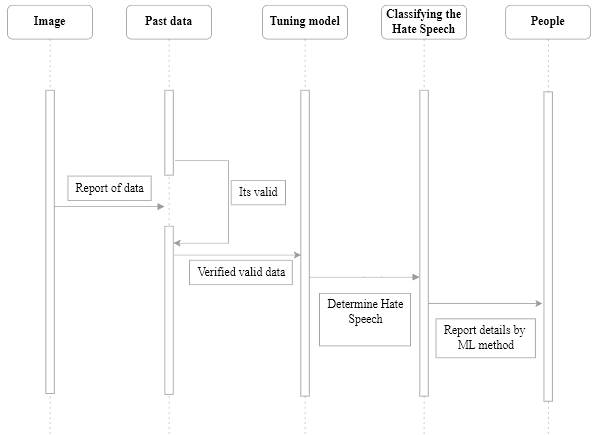 Image
Past data
Tuning model
Classifying the
Hate Speech
People
Report of data
Its valid
Verified valid data
Determine Hate
Speech
Report details by
ML method